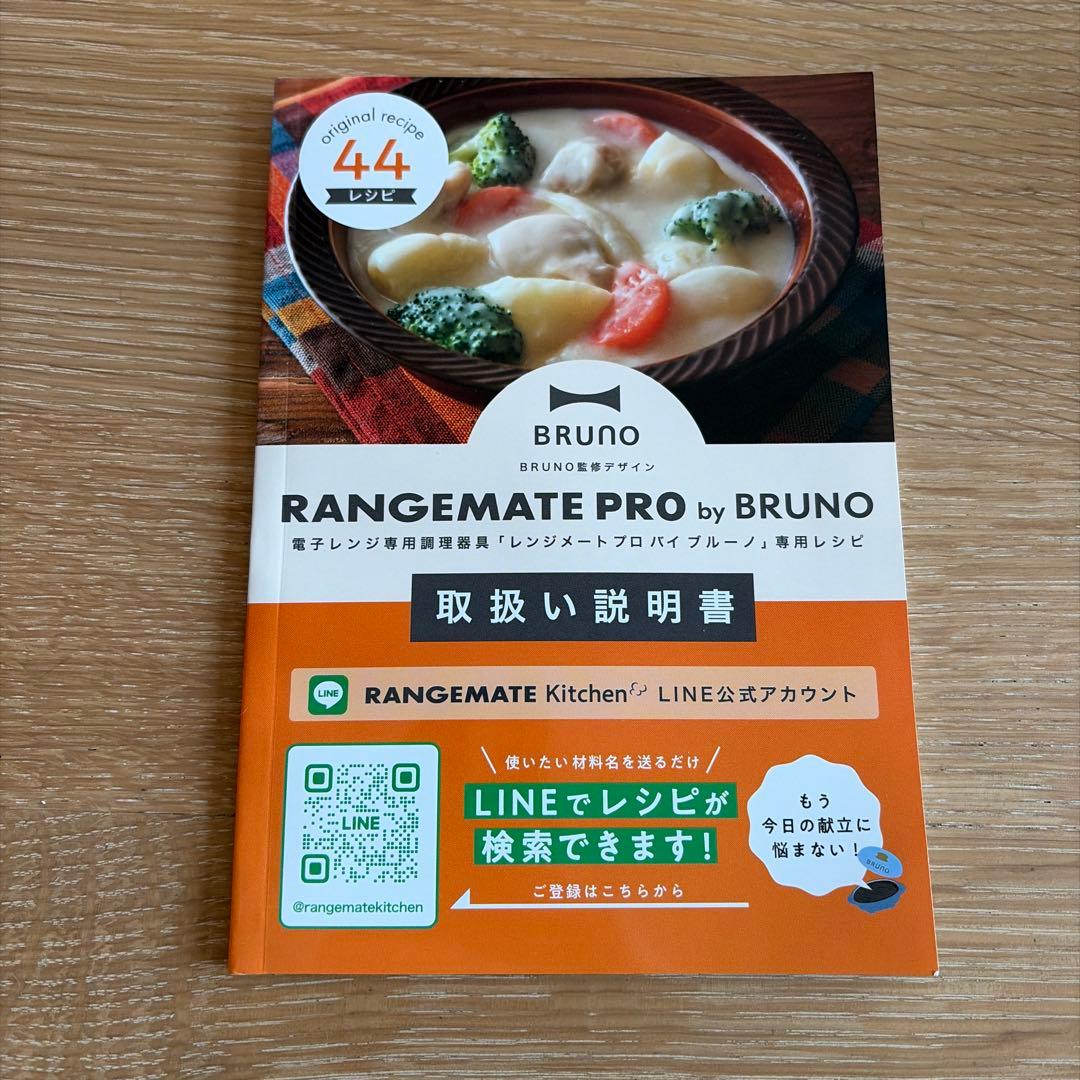 original recipe
44
レシピ
BRUNO
BRUNO監修デザイン
RANGEMATE PRO by BRUNO
電子レンジ専用調理器具「レンジメートプロ バイ ブルーノ」専用レシピ
取扱い説明書
LINE
RANGEMATE Kitchen LINE公式アカウント
LINE
@rangematekitchen
使いたい材料名を送るだけ
LINEでレシピが
検索できます!
ご登録はこちらから
もう
今日の献立に
悩まない!
BRUNO